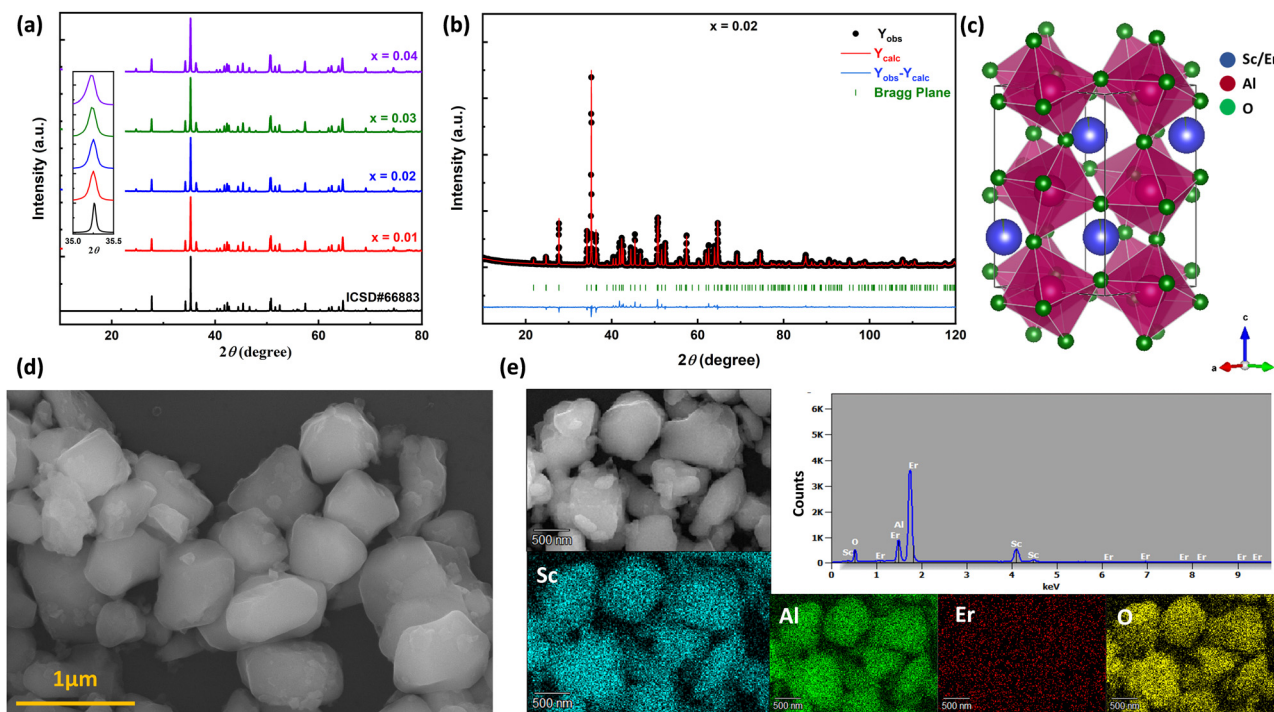 (a)
Intensity (a.u.)
x = 0.04
x = 0.03
x = 0.02
x = 0.01
ICSD#66883
35.0 35.5
2θ
20 40 60 80
2θ (degree)
(b)
x = 0.02
Y_obs
Y_calc
Y_obs-Y_calc
Bragg Plane
Intensity (a.u.)
20 40 60 80 100 120
2θ (degree)
(c)
Sc/Er
Al
O
c
a
(d)
1μm
(e)
500 nm
Sc
500 nm
6K
5K
4K
3K
2K
1K
0
Counts
Er
Al
Er
O
Sc
Er
Sc
Sc
Er Er Er Er Er Er
0 1 2 3 4 5 6 7 8 9
keV
Al
500 nm
Er
500 nm
O
500 nm